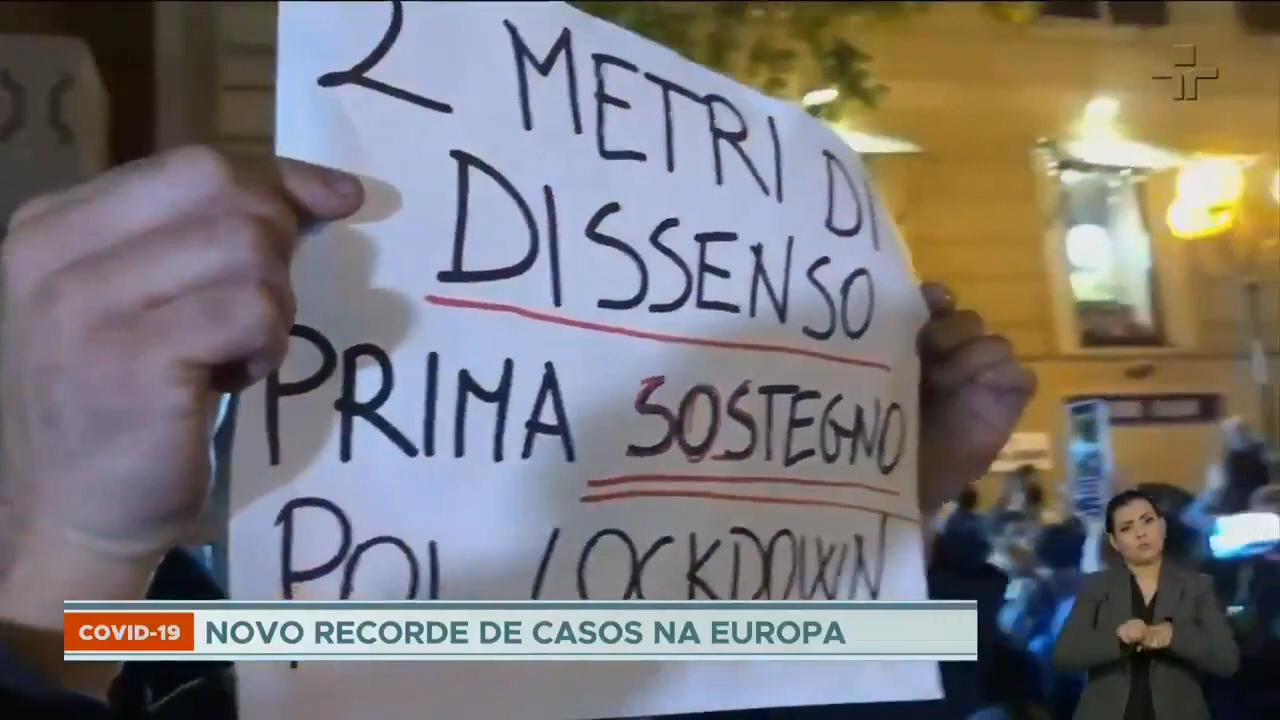 2 METRI DI
DISSENSO
PRIMA SOSTEGNO
POI LOCKDOWN
COVID-19 NOVO RECORDE DE CASOS NA EUROPA